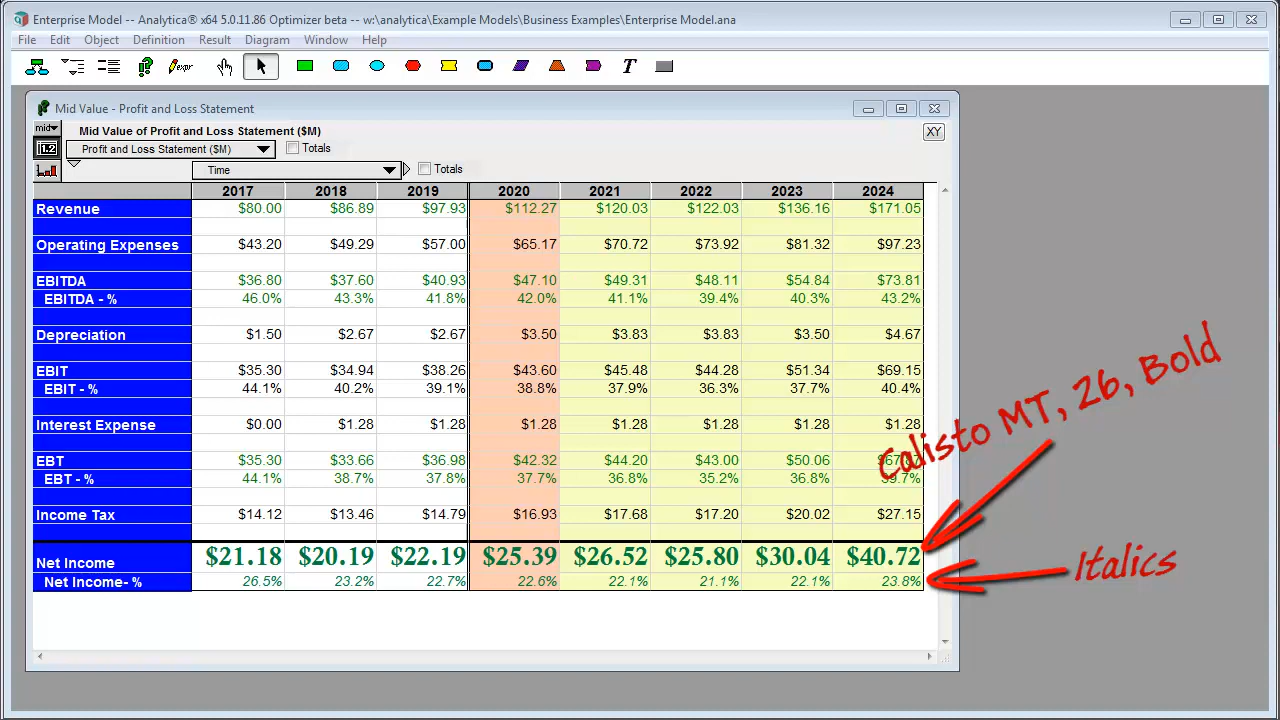 Enterprise Model -- Analytica® x64 5.0.11.86 Optimizer beta -- w:\analytica\Example Models\Business Examples\Enterprise Model.ana
File Edit Object Definition Result Diagram Window Help
expr T
Mid Value - Profit and Loss Statement
mid Mid Value of Profit and Loss Statement ($M) XY
1.2 Profit and Loss Statement ($M) Totals
Time Totals
2017 2018 2019 2020 2021 2022 2023 2024
Revenue $80.00 $86.89 $97.93 $112.27 $120.03 $122.03 $136.16 $171.05
Operating Expenses $43.20 $49.29 $57.00 $65.17 $70.72 $73.92 $81.32 $97.23
EBITDA $36.80 $37.60 $40.93 $47.10 $49.31 $48.11 $54.84 $73.81
EBITDA - % 46.0% 43.3% 41.8% 42.0% 41.1% 39.4% 40.3% 43.2%
Depreciation $1.50 $2.67 $2.67 $3.50 $3.83 $3.83 $3.50 $4.67
EBIT $35.30 $34.94 $38.26 $43.60 $45.48 $44.28 $51.34 $69.15
EBIT - % 44.1% 40.2% 39.1% 38.8% 37.9% 36.3% 37.7% 40.4%
Interest Expense $0.00 $1.28 $1.28 $1.28 $1.28 $1.28 $1.28 $1.28
Calisto MT, 26, Bold
EBT $35.30 $33.66 $36.98 $42.32 $44.20 $43.00 $50.06
EBT - % 44.1% 38.7% 37.8% 37.7% 36.8% 35.2% 36.8%
Income Tax $14.12 $13.46 $14.79 $16.93 $17.68 $17.20 $20.02 $27.15
Net Income $21.18 $20.19 $22.19 $25.39 $26.52 $25.80 $30.04 $40.72
Net Income- % 26.5% 23.2% 22.7% 22.6% 22.1% 21.1% 22.1% 23.8%
Italics